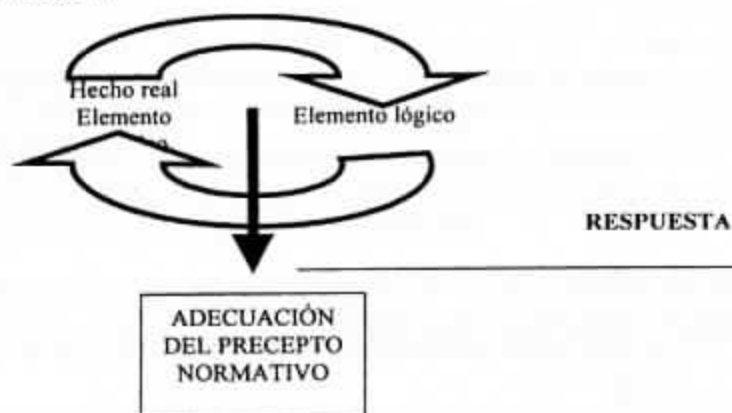 Hecho real
Elemento
Elemento lógico
RESPUESTA
ADECUACIÓN
DEL PRECEPTO
NORMATIVO